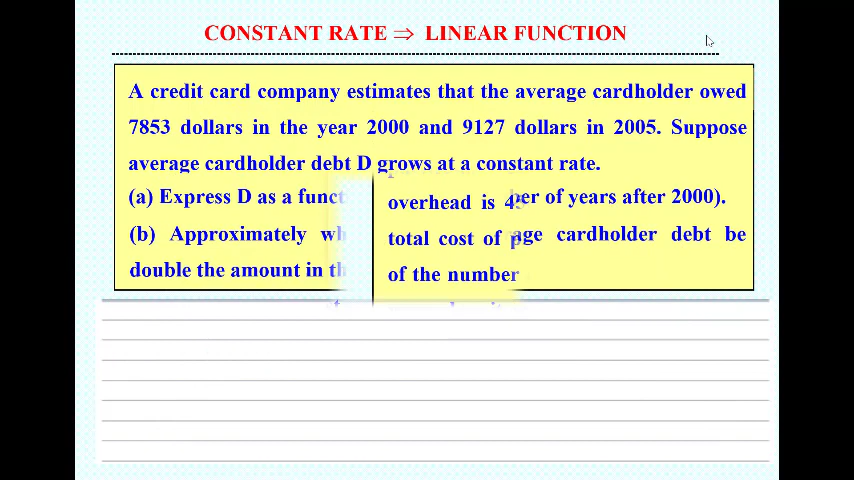 CONSTANT RATE ⇒ LINEAR FUNCTION
A credit card company estimates that the average cardholder owed
7853 dollars in the year 2000 and 9127 dollars in 2005. Suppose
average cardholder debt D grows at a constant rate.
(a) Express D as a funct overhead is 45 er of years after 2000).
(b) Approximately wh total cost of p age cardholder debt be
double the amount in th of the number